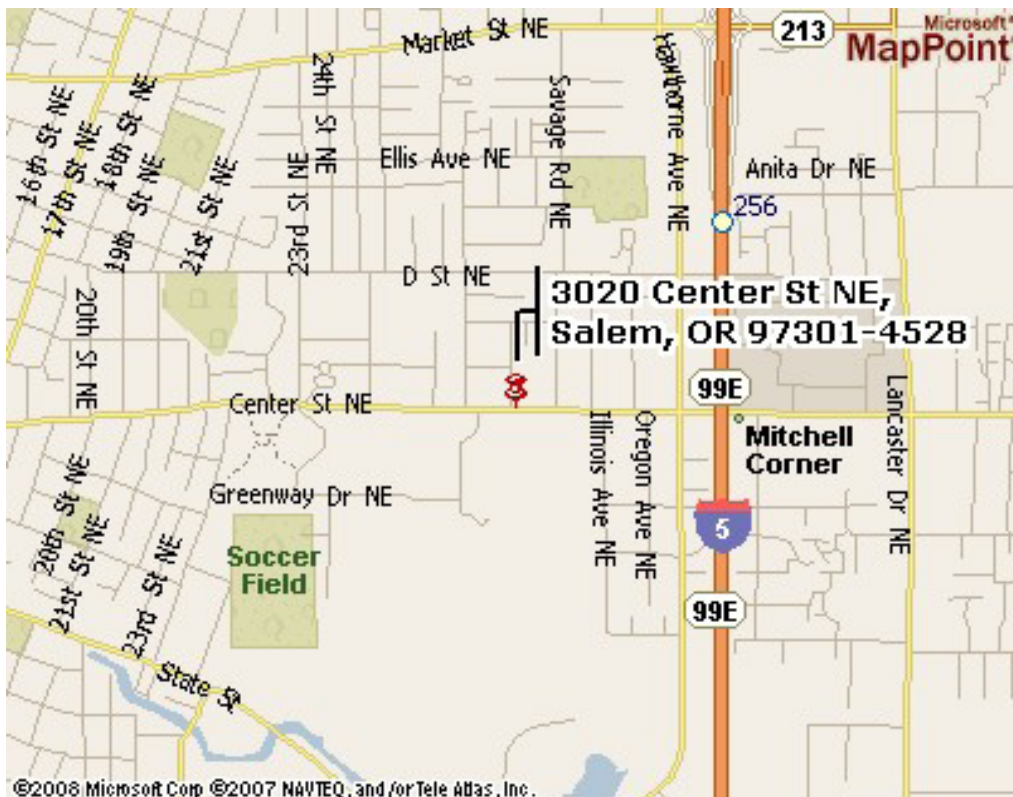 Market St NE
213
Microsoft®
MapPoint®
24th St NE
Savage Rd NE
Hawthorne Ave NE
16th St NE
17th St NE
18th St NE
19th St NE
21st St NE
23rd St NE
Ellis Ave NE
Anita Dr NE
256
D St NE
20th St NE
3020 Center St NE,
Salem, OR 97301-4528
99E
Center St NE
Mitchell
Corner
Lancaster Dr NE
Illinois Ave NE
Oregon Ave NE
Greenway Dr NE
5
20th St NE
21st St NE
23rd St NE
Soccer
Field
99E
State St
©2008 Microsoft Corp ©2007 NAVTEQ, and/or Tele Atlas, Inc.